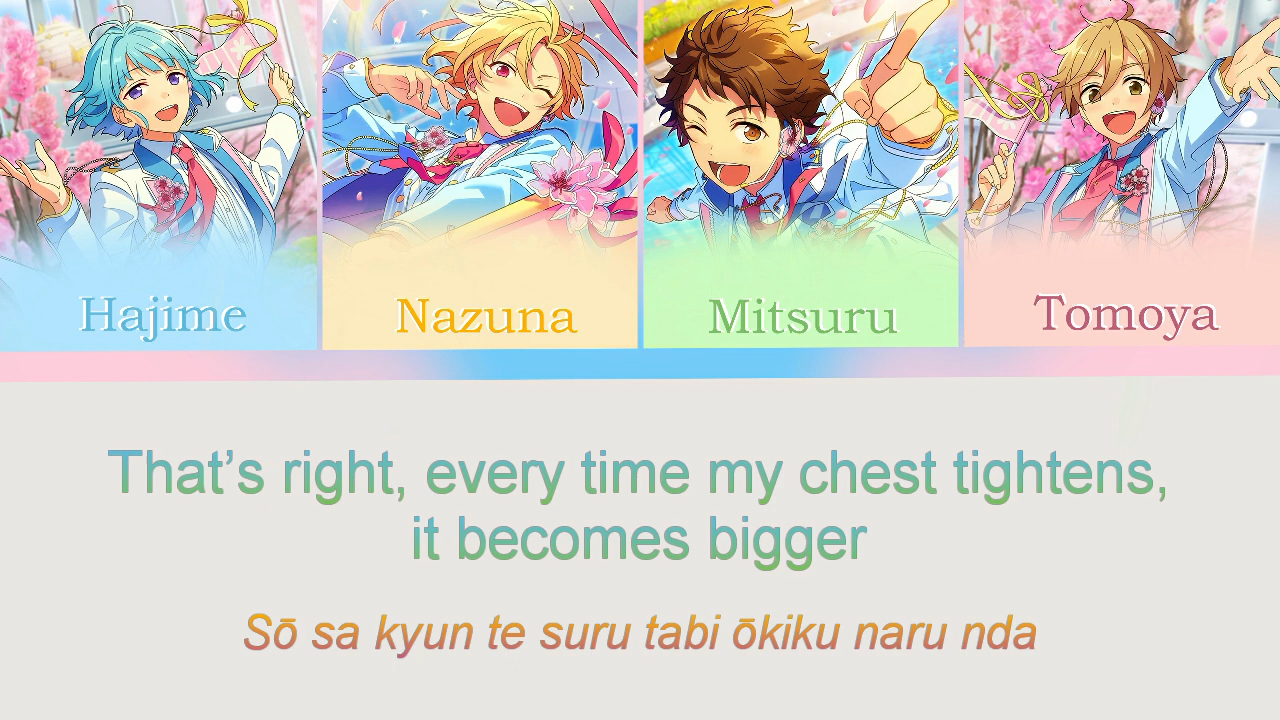 Hajime
Nazuna
Mitsuru
Tomoya
That’s right, every time my chest tightens,
it becomes bigger
Sō sa kyun te suru tabi ōkiku naru nda